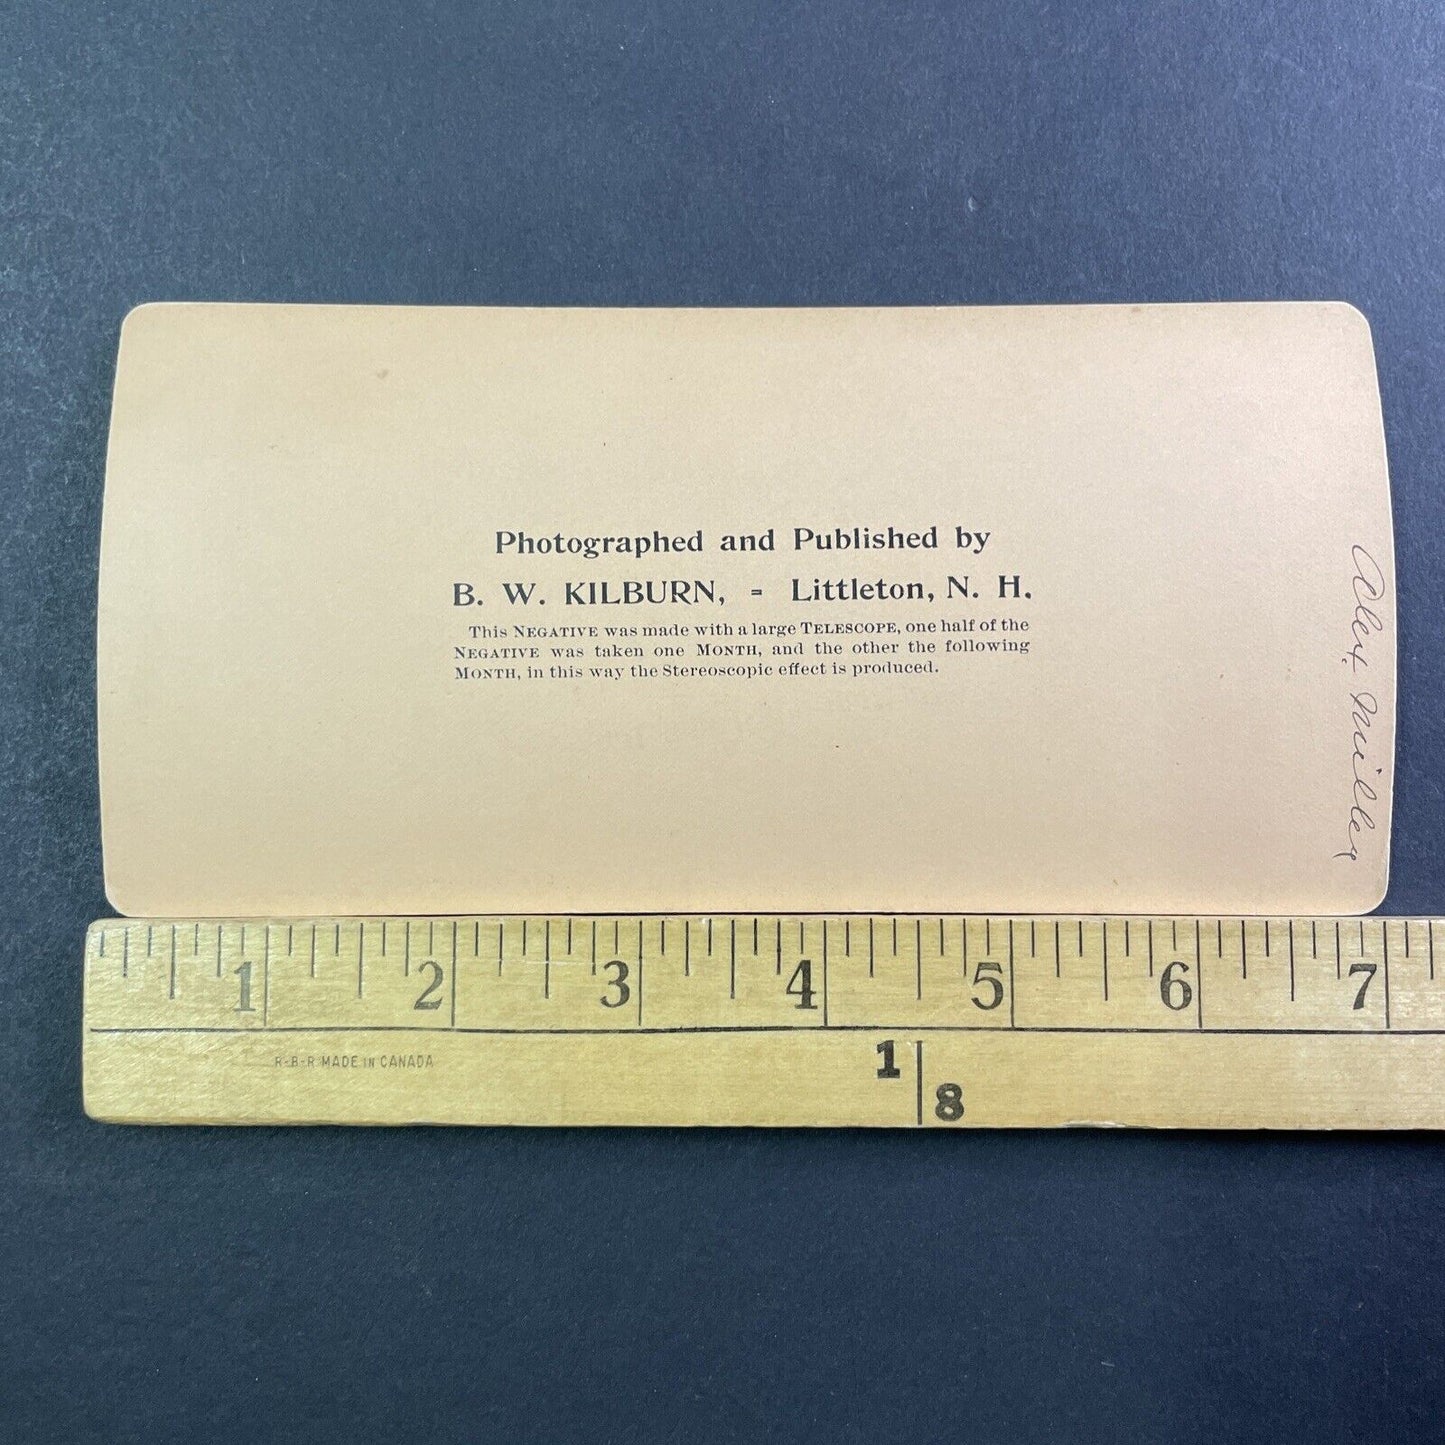 Photographed and Published by
B. W. KILBURN, = Littleton, N. H.
This NEGATIVE was made with a large TELESCOPE, one half of the
NEGATIVE was taken one MONTH, and the other the following
MONTH, in this way the Stereoscopic effect is produced.
Alex. Miller
1 2 3 4 5 6 7
R-B-R MADE IN CANADA
1
8